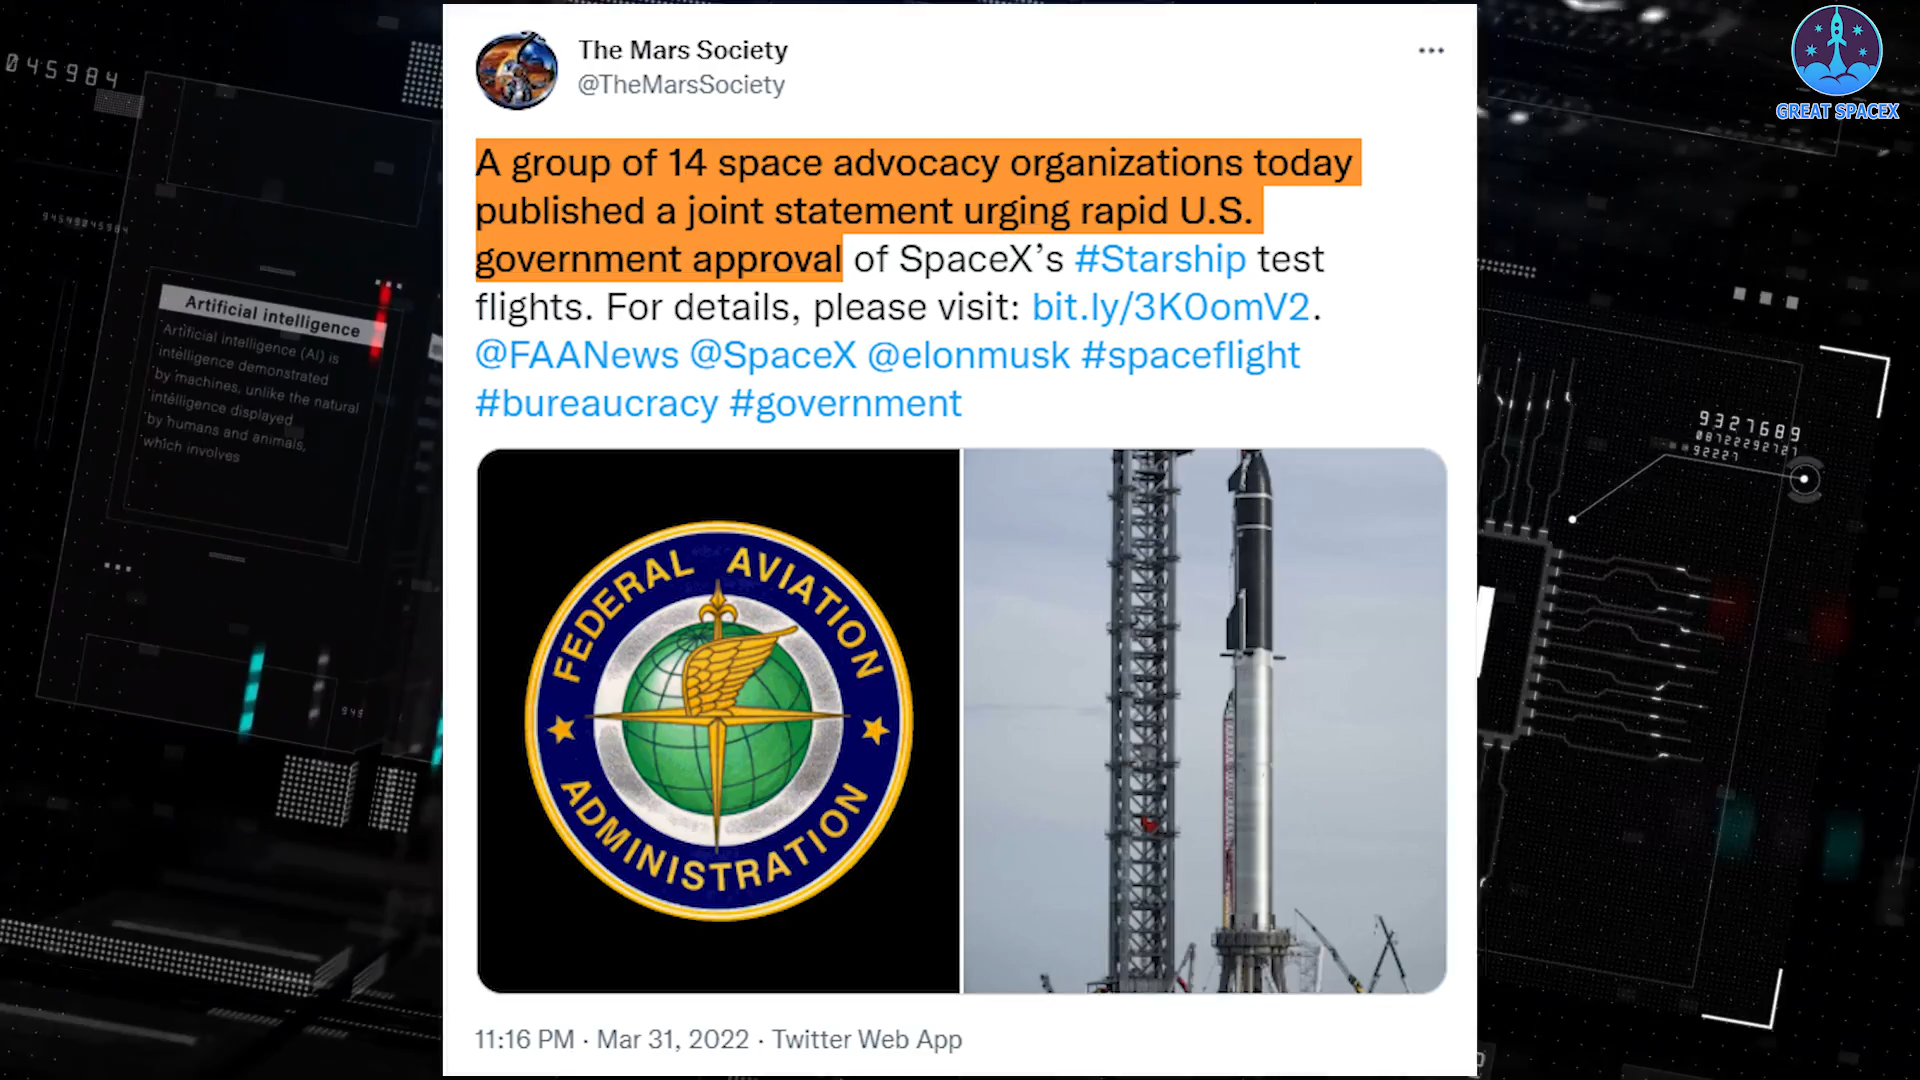 045984
The Mars Society
@TheMarsSociety
GREAT SPACEX
A group of 14 space advocacy organizations today
published a joint statement urging rapid U.S.
government approval of SpaceX’s #Starship test
flights. For details, please visit: bit.ly/3K0omV2.
@FAANews @SpaceX @elonmusk #spaceflight
#bureaucracy #government
Artificial intelligence
Artificial intelligence (AI) is
intelligence demonstrated
by machines, unlike the natural
intelligence displayed
by humans and animals,
which involves
945
9327689
92227
FEDERAL AVIATION
ADMINISTRATION
11:16 PM · Mar 31, 2022 · Twitter Web App